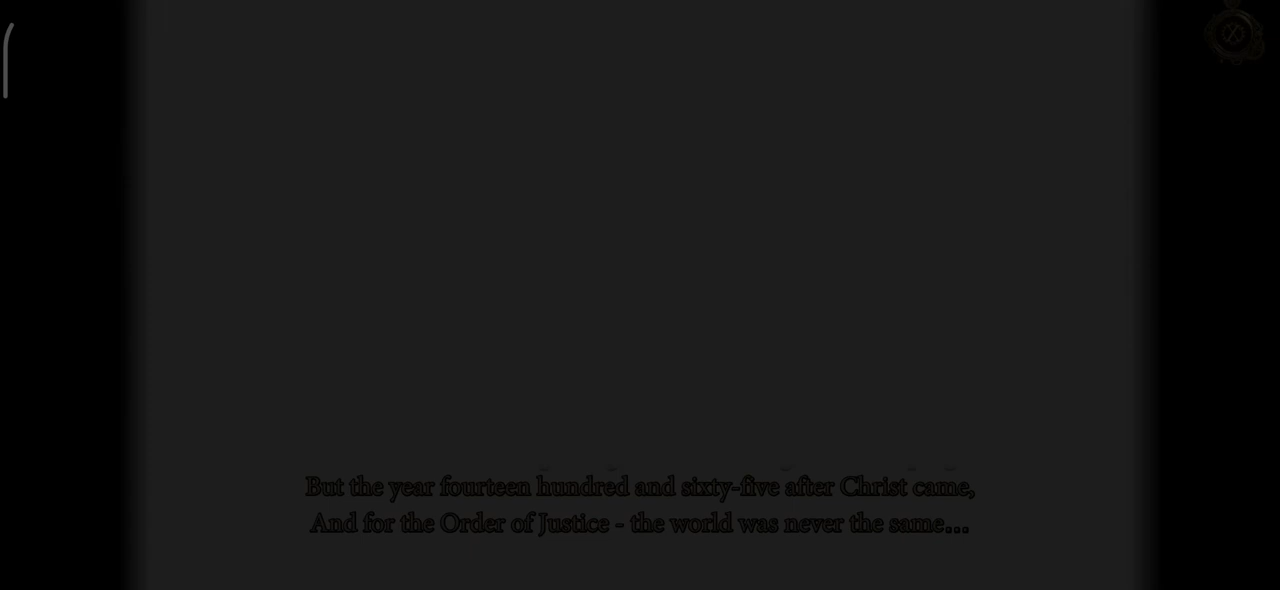 But the year fourteen hundred and sixty-five after Christ came,
And for the Order of Justice - the world was never the same...